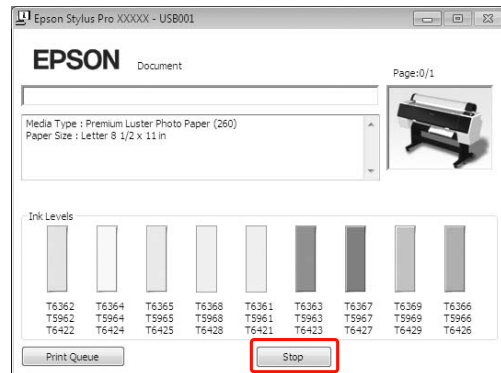 Epson Stylus Pro XXXXX - USB001
EPSON Document
Page:0/1
Media Type : Premium Luster Photo Paper (260)
Paper Size : Letter 8 1/2 x 11 in
Ink Levels
T6362 T6364 T6365 T6368 T6361 T6363 T6367 T6369 T6366
T5962 T5964 T5965 T5968 T5961 T5963 T5967 T5969 T5966
T6422 T6424 T6425 T6428 T6421 T6423 T6427 T6429 T6426
Print Queue Stop